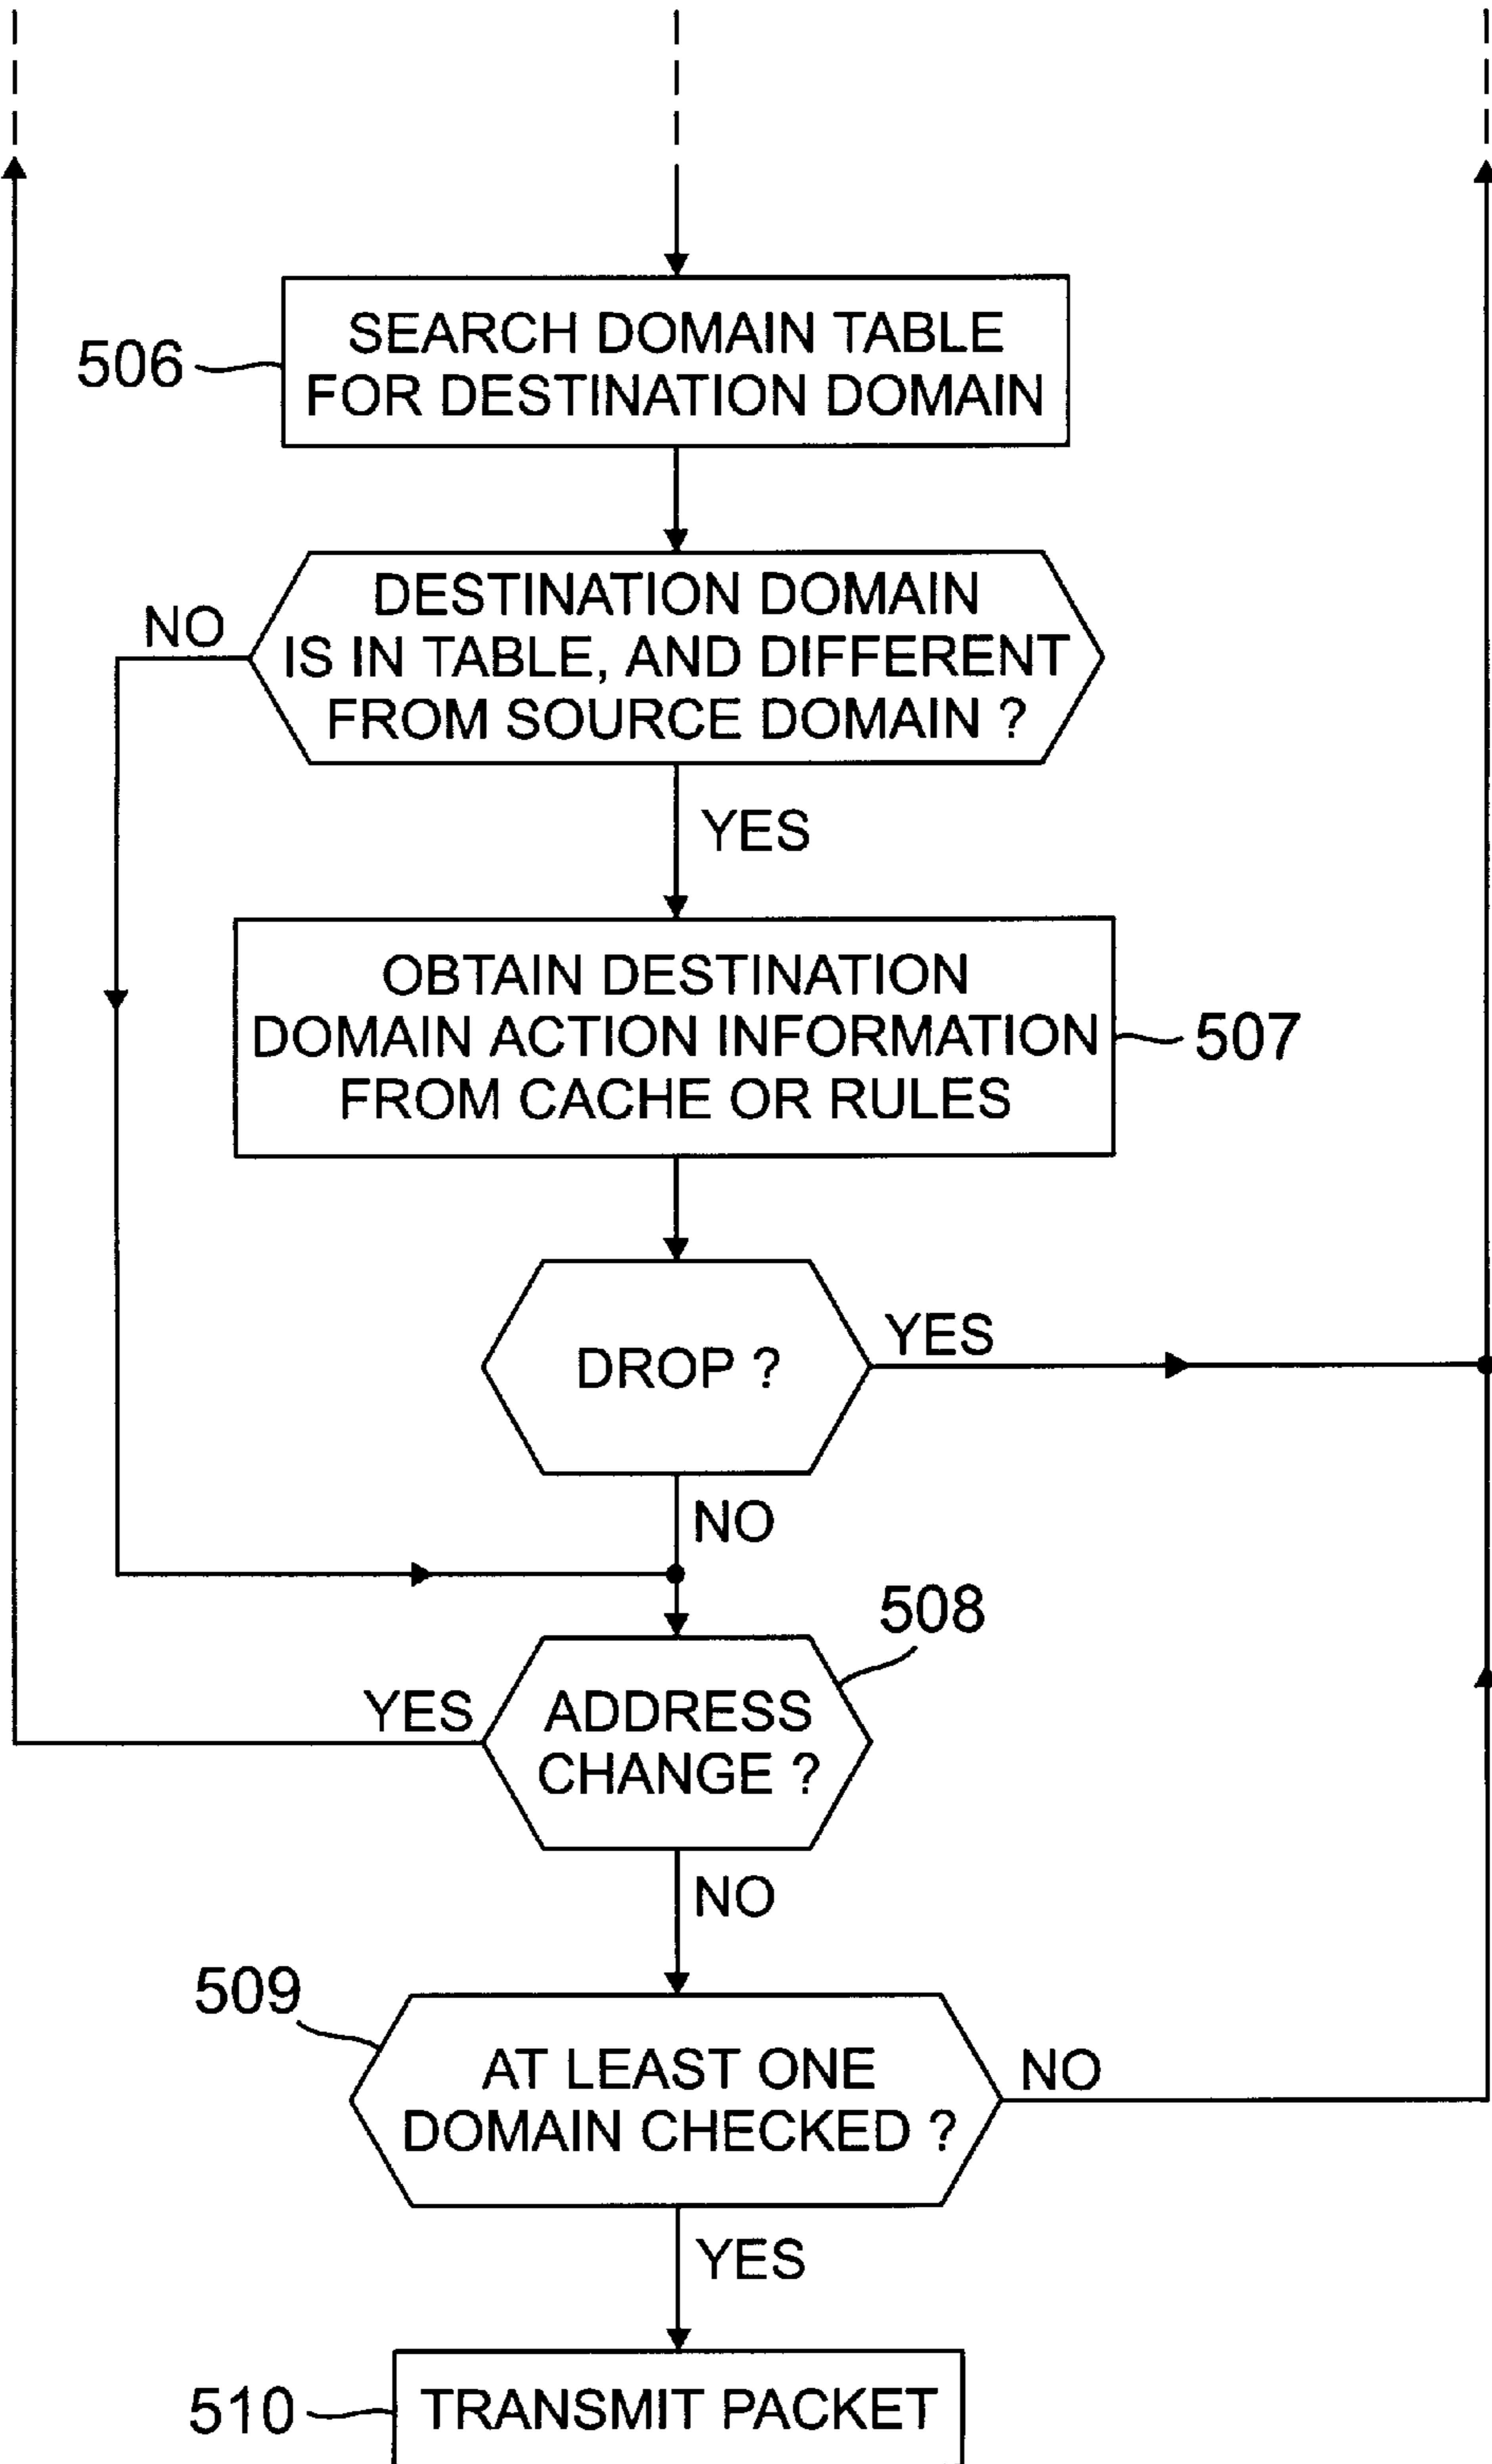 506
SEARCH DOMAIN TABLE
FOR DESTINATION DOMAIN
NO
DESTINATION DOMAIN
IS IN TABLE, AND DIFFERENT
FROM SOURCE DOMAIN ?
YES
OBTAIN DESTINATION
DOMAIN ACTION INFORMATION
FROM CACHE OR RULES
507
DROP ?
YES
NO
508
YES
ADDRESS
CHANGE ?
NO
509
AT LEAST ONE
DOMAIN CHECKED ?
NO
YES
510
TRANSMIT PACKET